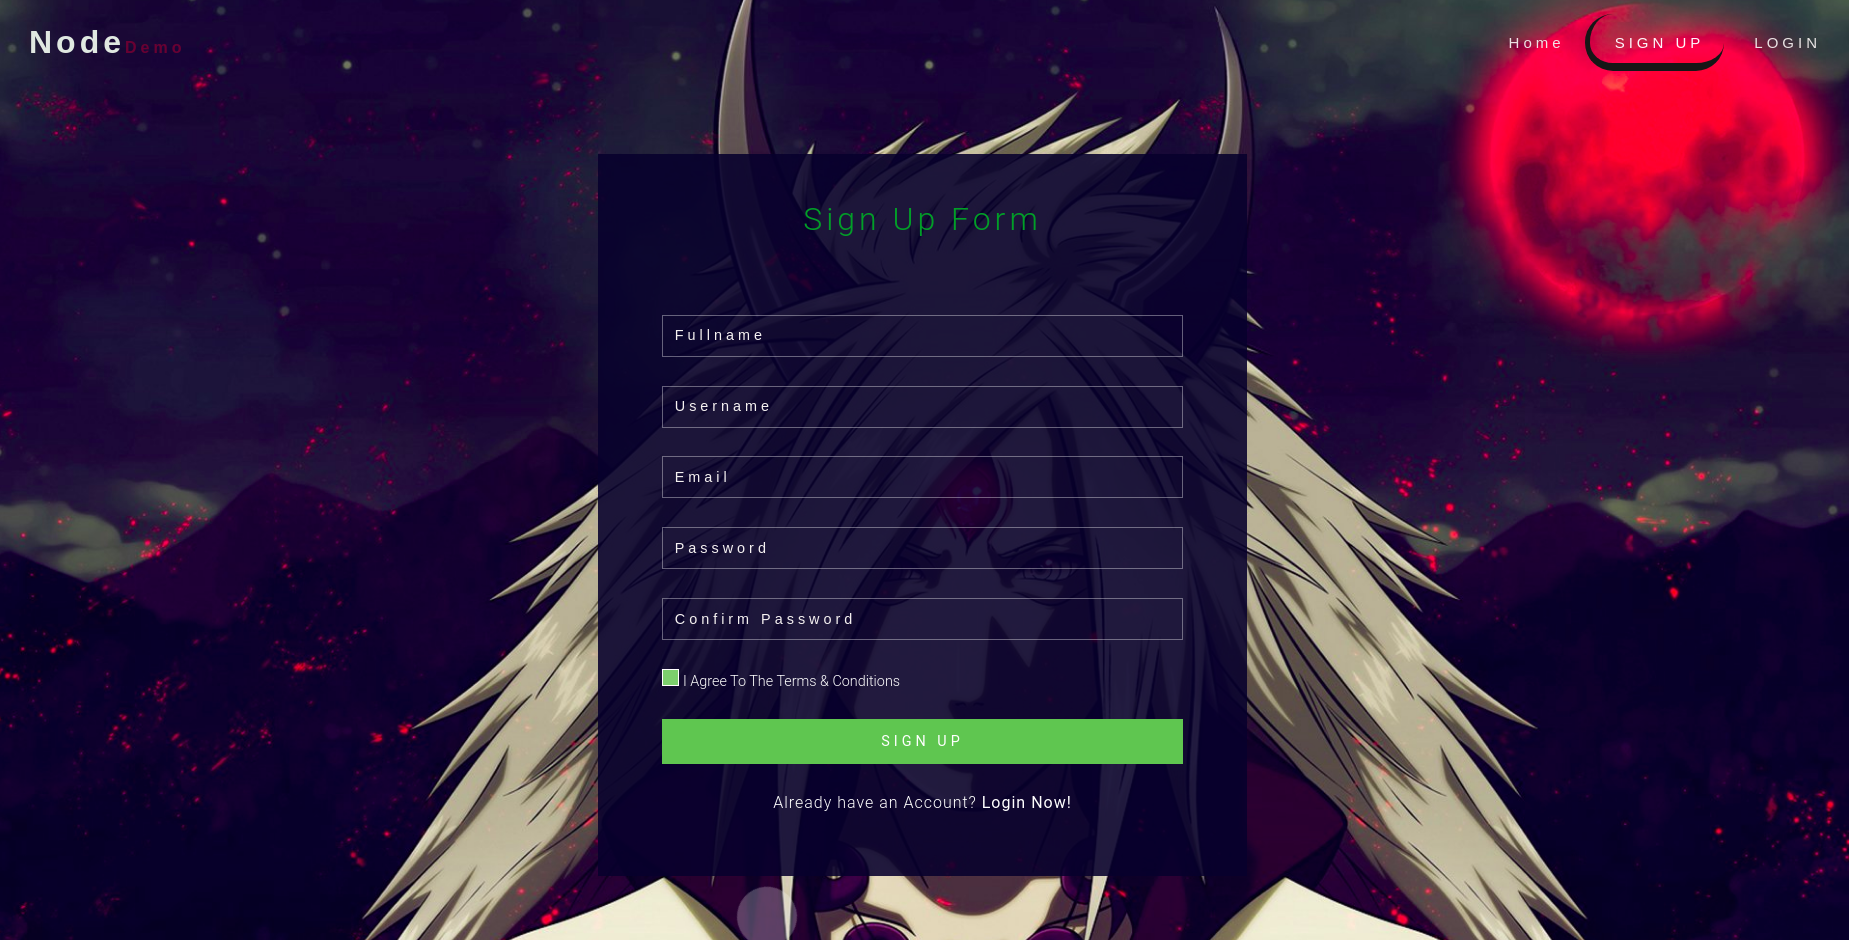 NodeDemo
Home SIGN UP LOGIN
Sign Up Form
Fullname
Username
Email
Password
Confirm Password
I Agree To The Terms & Conditions
SIGN UP
Already have an Account? Login Now!